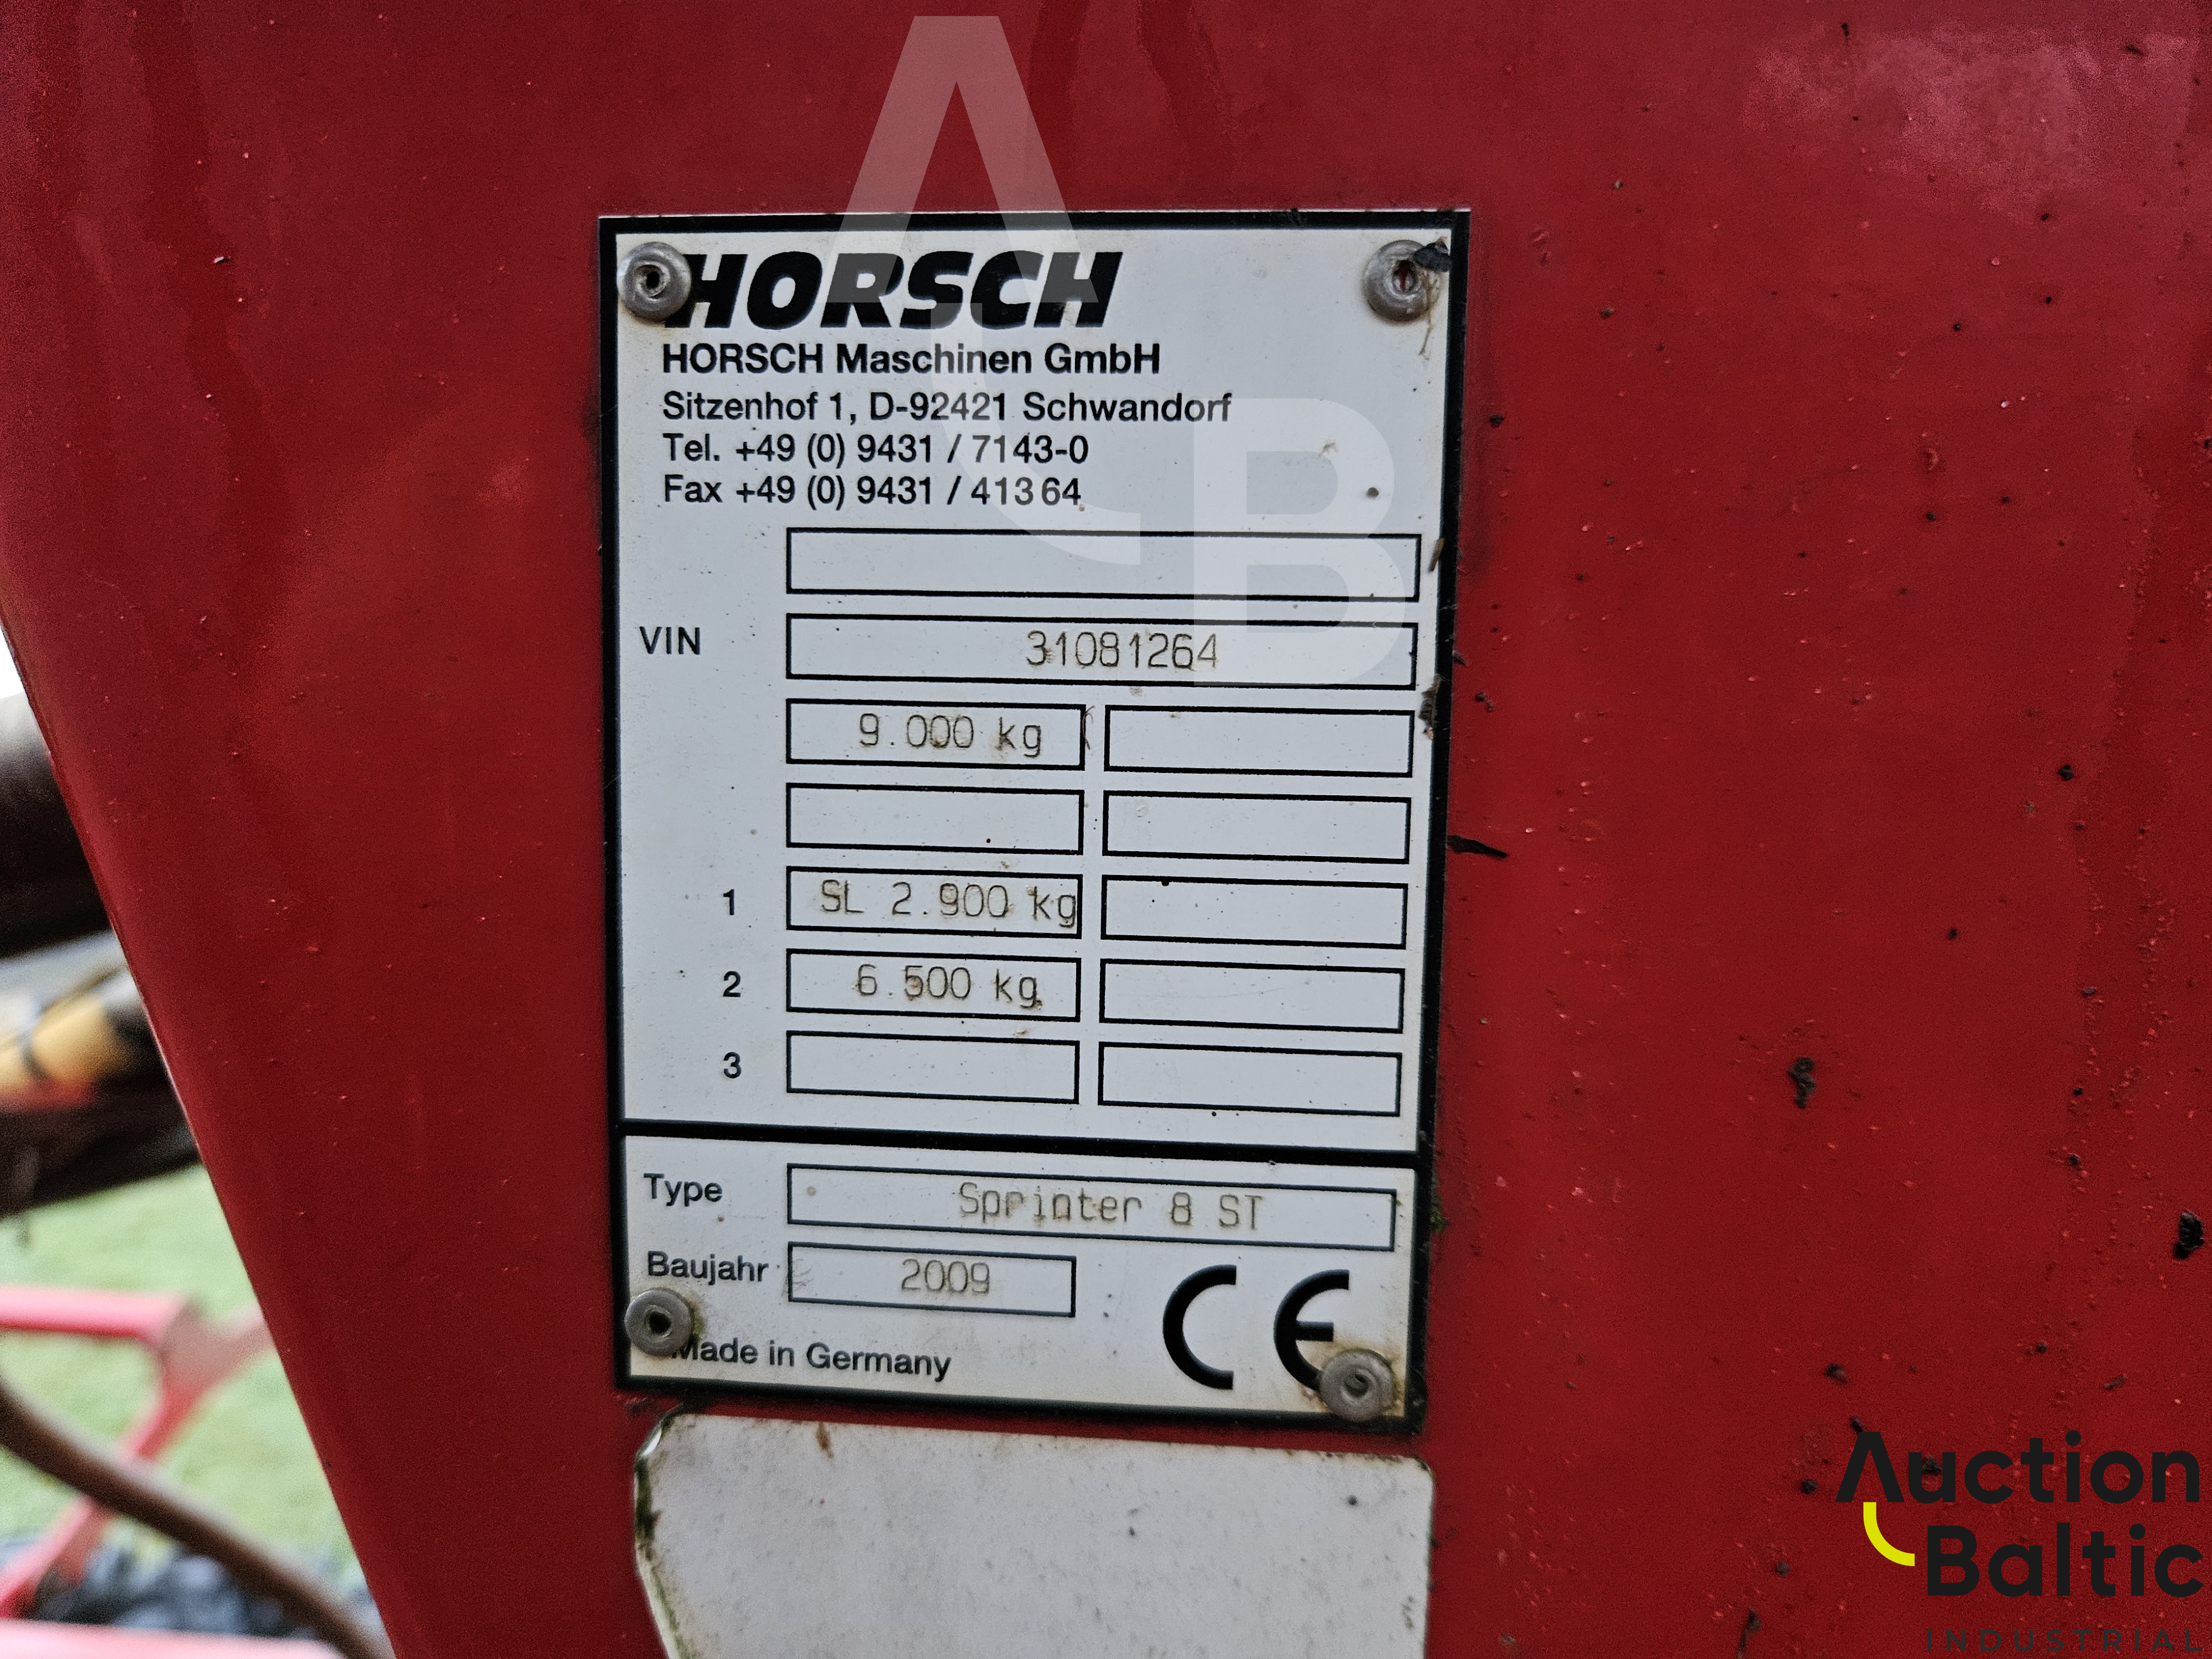 HORSCH
HORSCH Maschinen GmbH
Sitzenhof 1, D-92421 Schwandorf
Tel. +49 (0) 9431 / 7143-0
Fax +49 (0) 9431 / 413 64
VIN 31081264
9.000 kg
1 SL 2.900 kg
2 6.500 kg
3
Type Sprinter 8 ST
Baujahr 2009
CE
Made in Germany
AB
Auction
Baltic
INDUSTRIAL